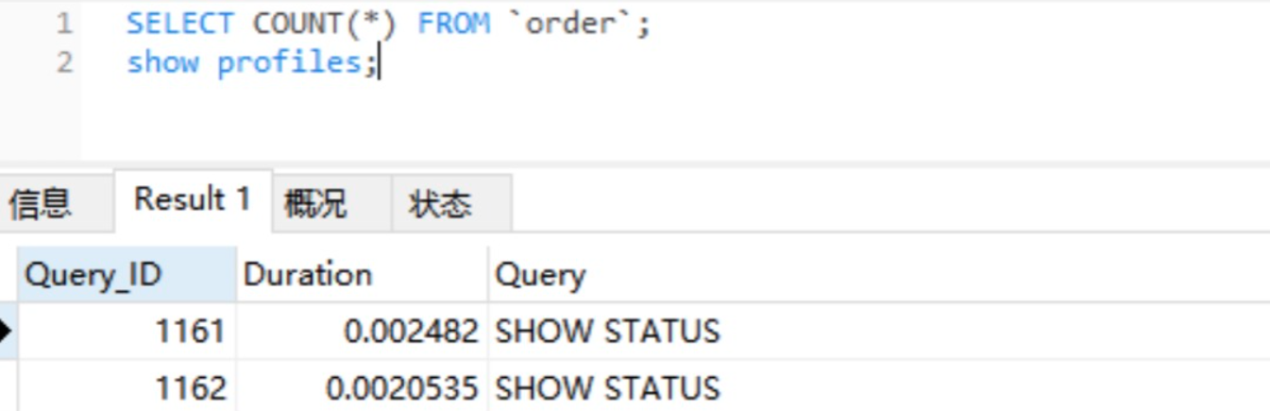 1 SELECT COUNT(*) FROM `order`;
2 show profiles;
信息 Result 1 概况 状态
Query_ID Duration Query
1161 0.002482 SHOW STATUS
1162 0.0020535 SHOW STATUS